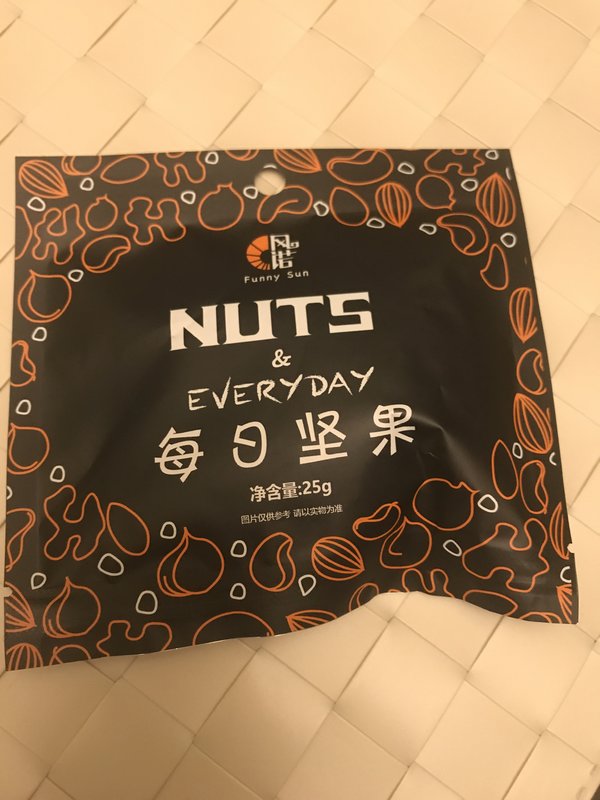 风诺
Funny Sun
NUTS
&
EVERYDAY
每日坚果
净含量:25g
图片仅供参考 请以实物为准